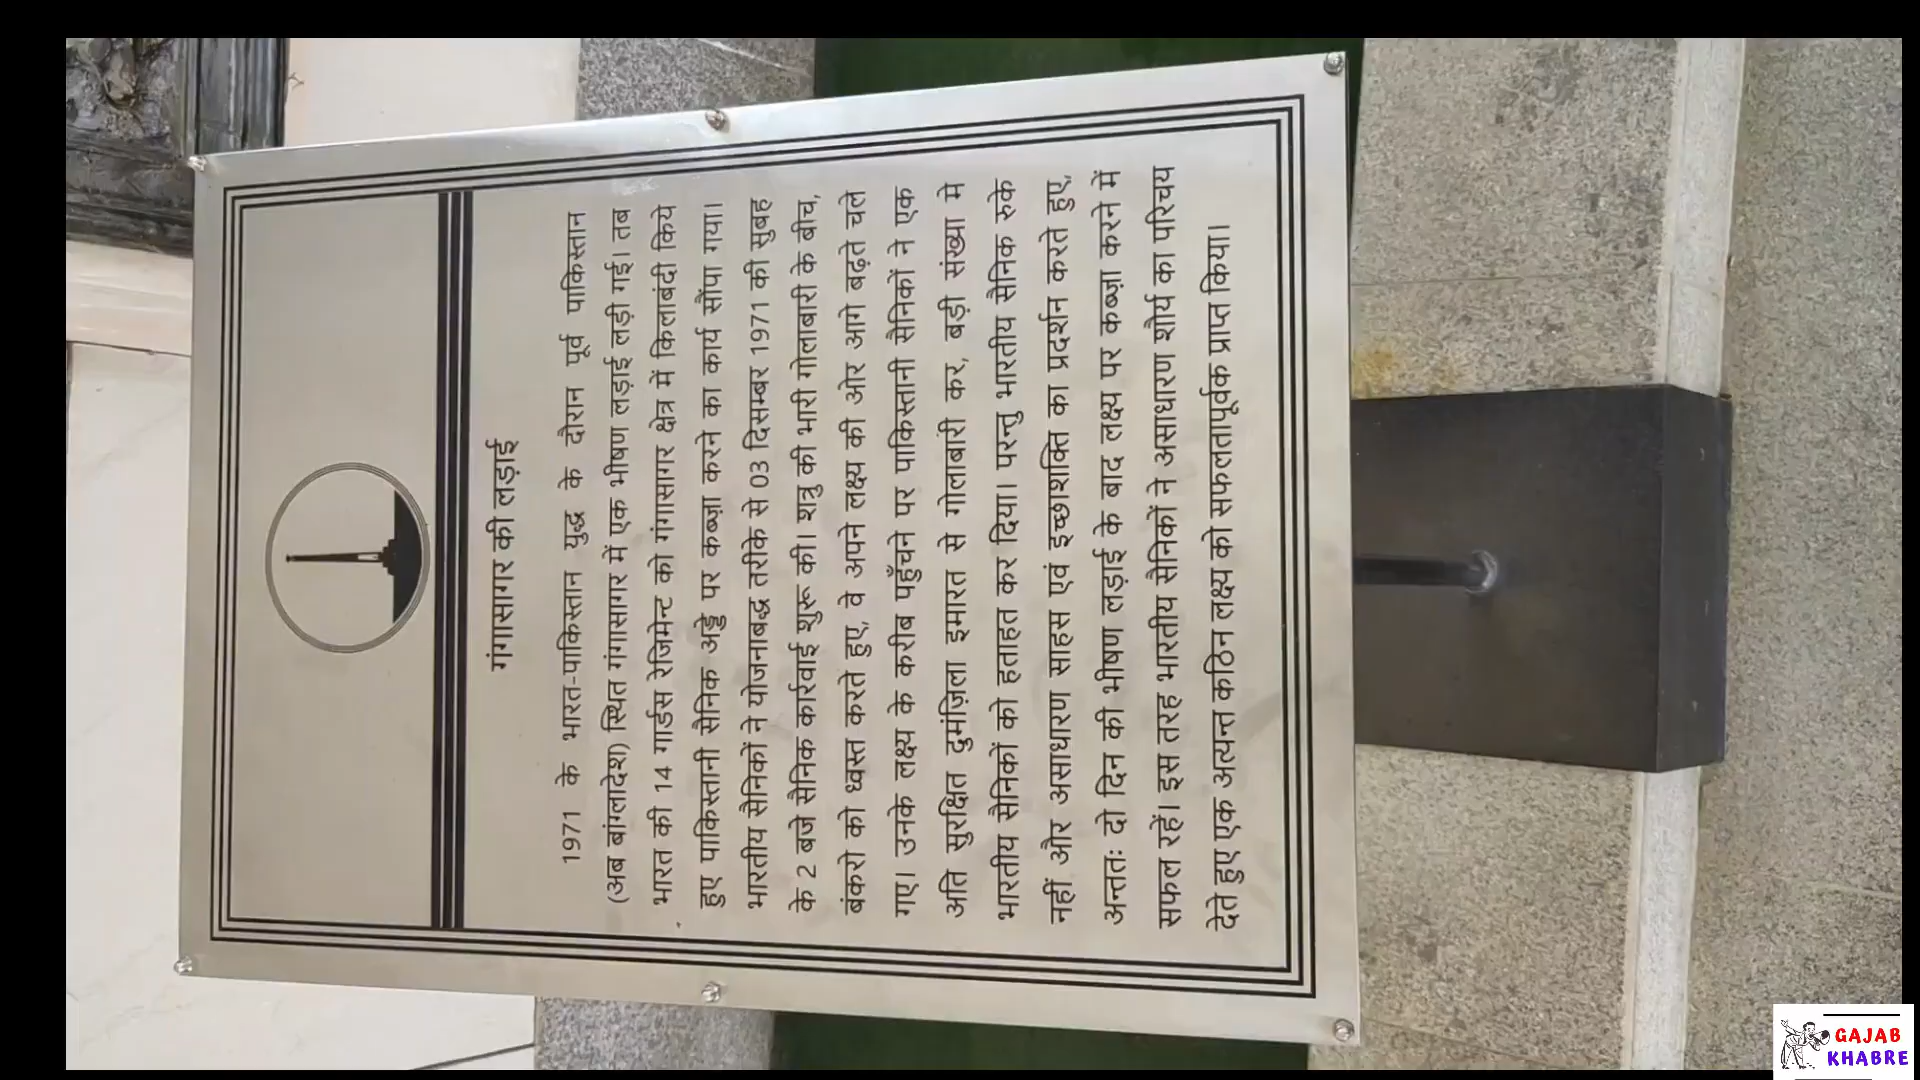 गंगासागर की लड़ाई
1971 के भारत-पाकिस्तान युद्ध के दौरान पूर्व पाकिस्तान
(अब बांग्लादेश) स्थित गंगासागर में एक भीषण लड़ाई लड़ी गई। तब
भारत की 14 गार्डस रेजिमेन्ट को गंगासागर क्षेत्र में किलाबंदी किये
हुए पाकिस्तानी सैनिक अड्डे पर कब्ज़ा करने का कार्य सौंपा गया।
भारतीय सैनिकों ने योजनाबद्ध तरीके से 03 दिसम्बर 1971 की सुबह
के 2 बजे सैनिक कार्रवाई शुरू की। शत्रु की भारी गोलाबारी के बीच,
बंकरो को ध्वस्त करते हुए, वे अपने लक्ष्य की ओर आगे बढ़ते चले
गए। उनके लक्ष्य के करीब पहुँचने पर पाकिस्तानी सैनिकों ने एक
अति सुरक्षित दुमंज़िला इमारत से गोलाबारी कर, बड़ी संख्या मे
भारतीय सैनिकों को हताहत कर दिया। परन्तु भारतीय सैनिक रुके
नहीं और असाधारण साहस एवं इच्छाशक्ति का प्रदर्शन करते हुए,
अन्ततः दो दिन की भीषण लड़ाई के बाद लक्ष्य पर कब्ज़ा करने में
सफल रहें। इस तरह भारतीय सैनिकों ने असाधारण शौर्य का परिचय
देते हुए एक अत्यन्त कठिन लक्ष्य को सफलतापूर्वक प्राप्त किया।
GAJAB
KHABRE